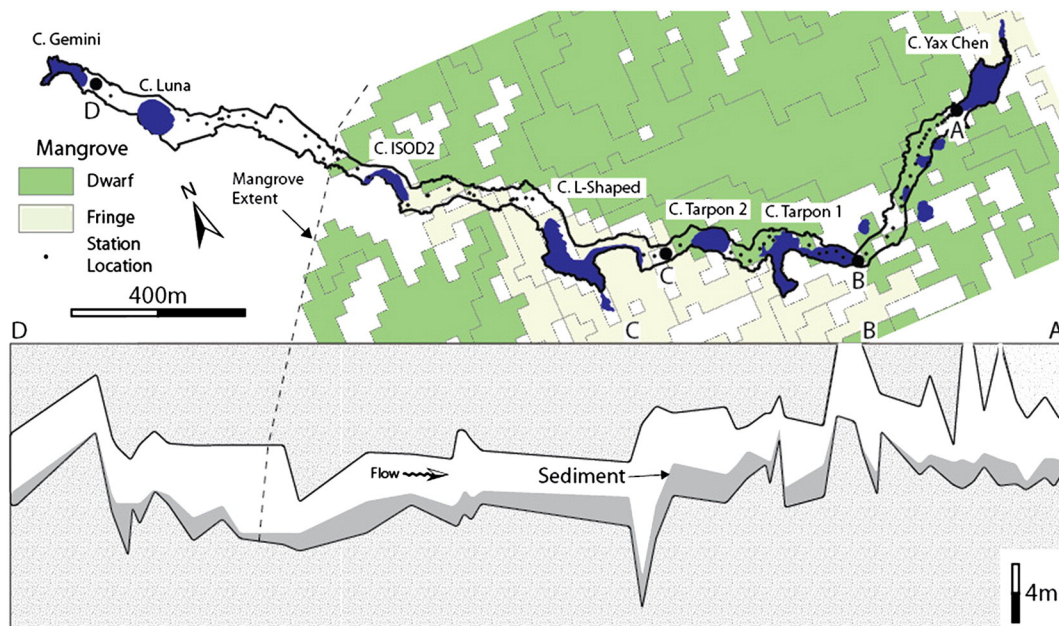 C. Gemini
C. Luna
D
Mangrove
Dwarf
Fringe
Station
Location
N
400m
Mangrove
Extent
C. ISOD2
C. L-Shaped
C. Tarpon 2
C. Tarpon 1
C. Yax Chen
A
B
C
D
C
B
A
Flow
Sediment
4m